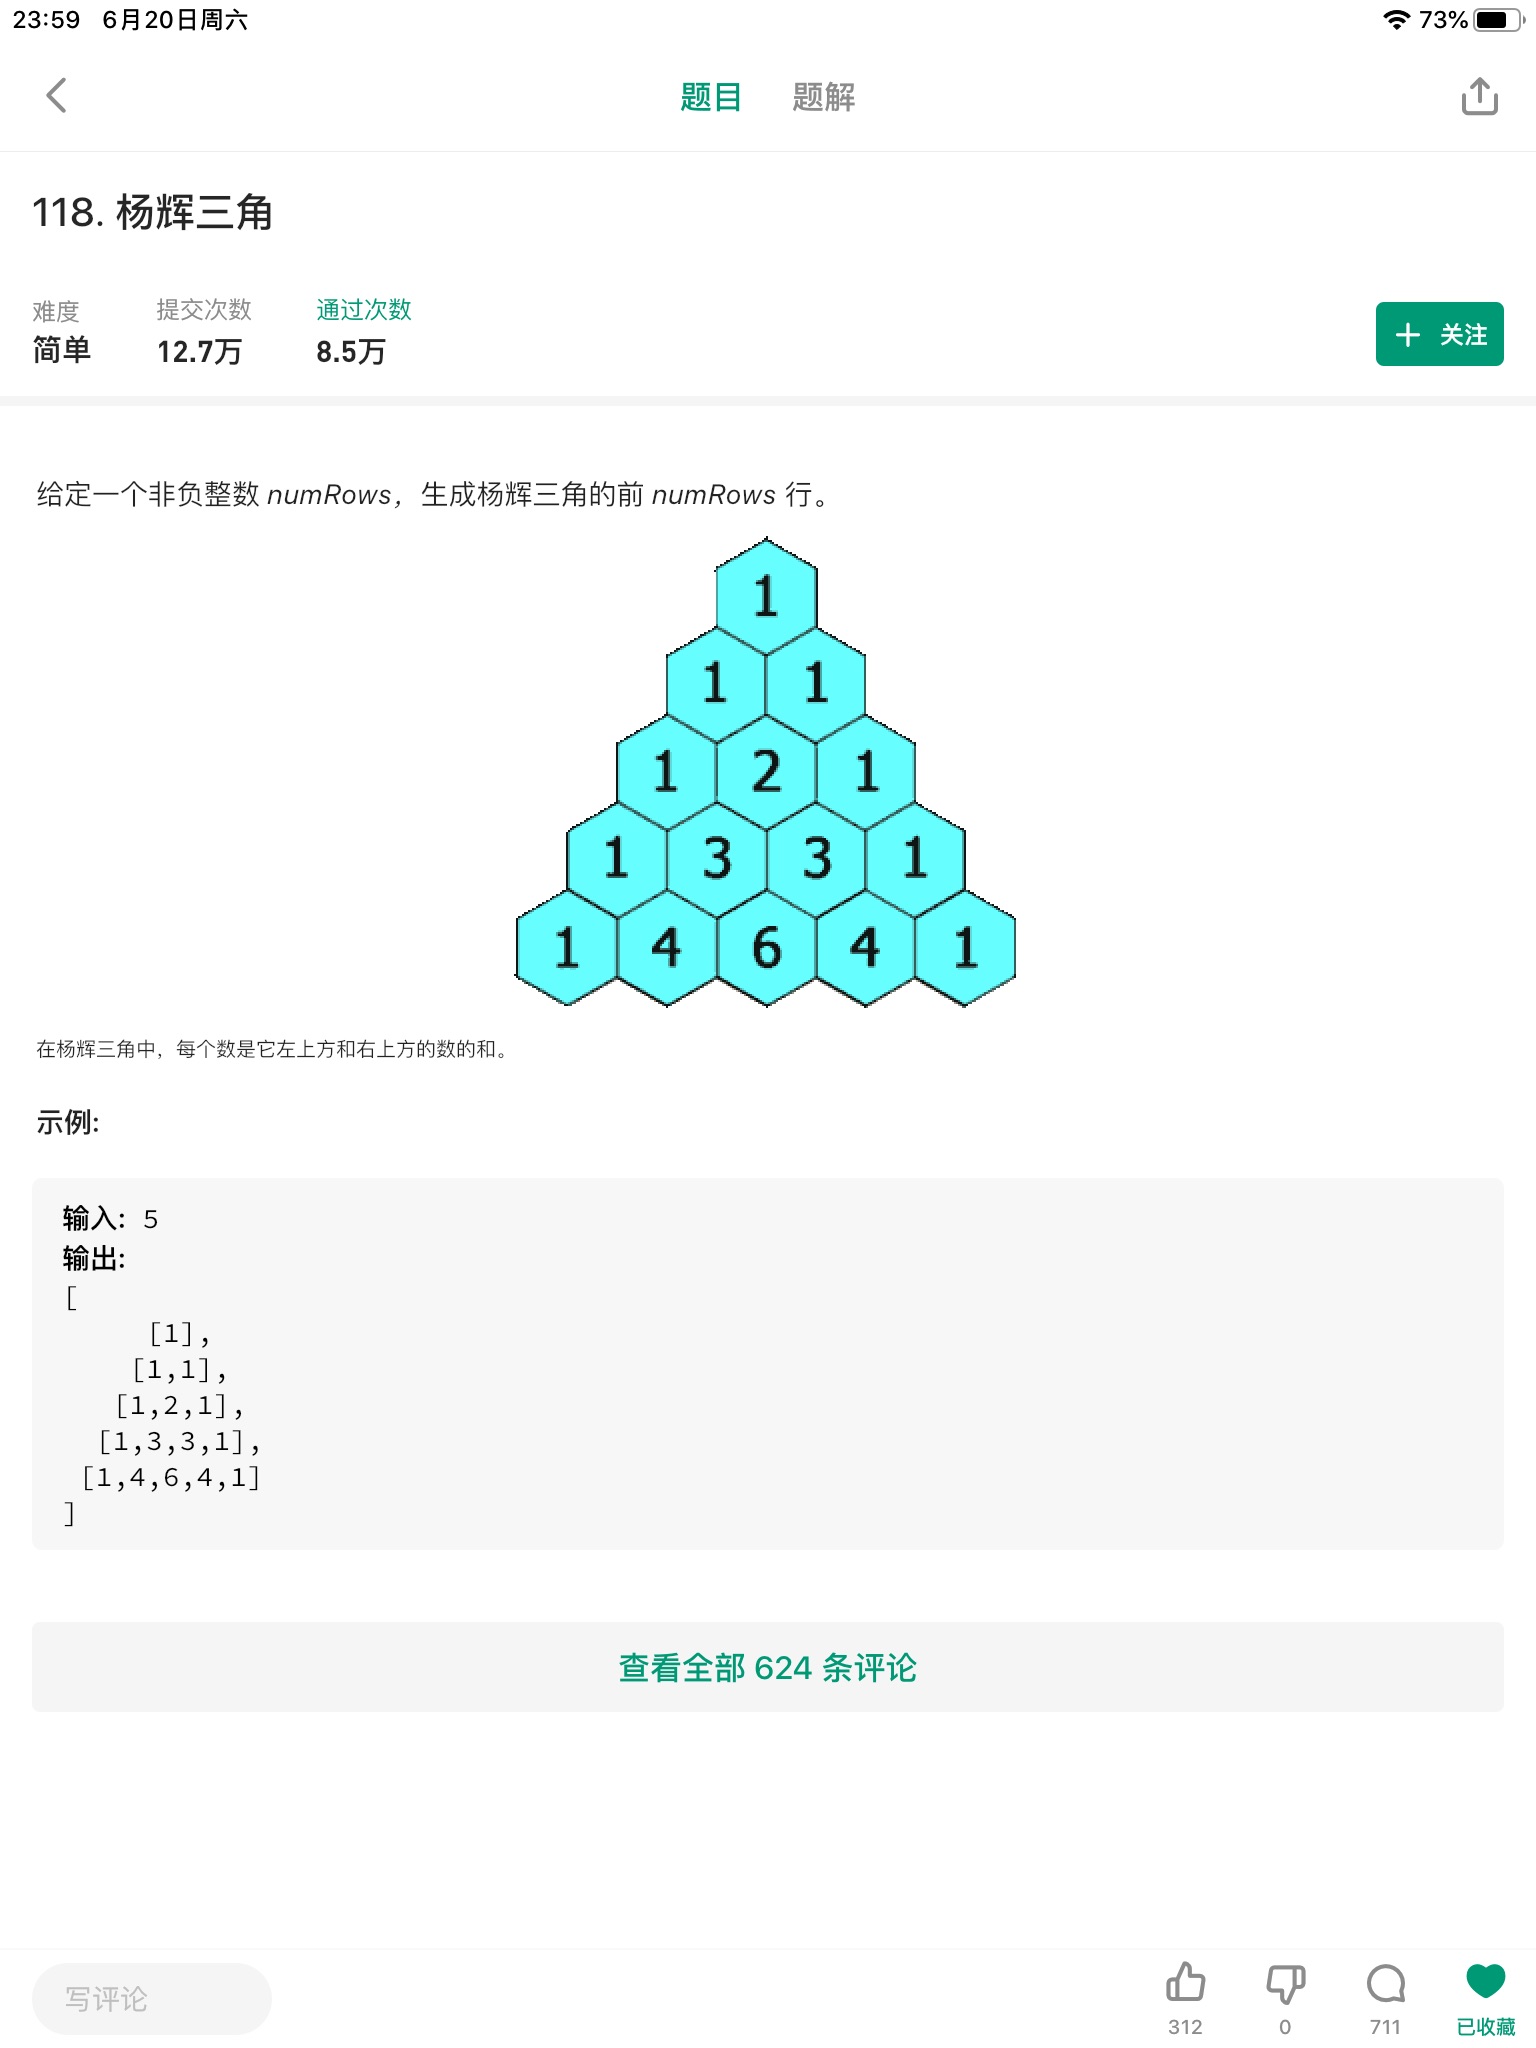 23:59 6月20日周六 73%
题目 题解
118. 杨辉三角
难度 提交次数 通过次数
简单 12.7万 8.5万
关注
给定一个非负整数 numRows，生成杨辉三角的前 numRows 行。
1
1 1
1 2 1
1 3 3 1
1 4 6 4 1
在杨辉三角中，每个数是它左上方和右上方的数的和。
示例:
输入: 5
输出:
[
     [1],
    [1,1],
   [1,2,1],
  [1,3,3,1],
 [1,4,6,4,1]
]
查看全部 624 条评论
写评论
312 0 711 已收藏